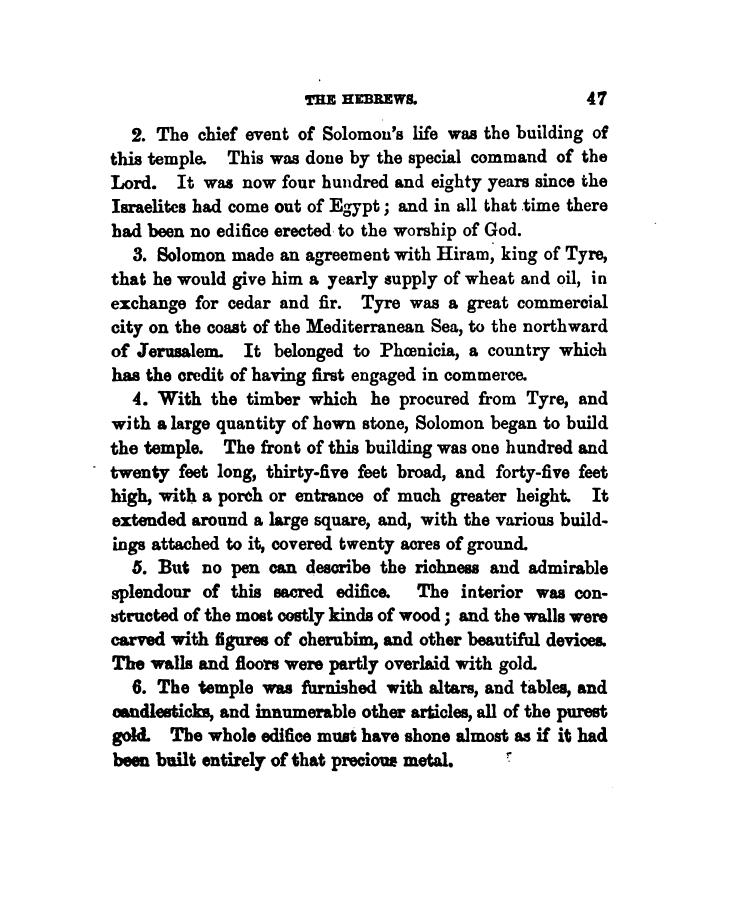 THE HEBREWS. 47
2. The chief event of Solomon's life was the building of
this temple. This was done by the special command of the
Lord. It was now four hundred and eighty years since the
Israelites had come out of Egypt; and in all that time there
had been no edifice erected to the worship of God.
3. Solomon made an agreement with Hiram, king of Tyre,
that he would give him a yearly supply of wheat and oil, in
exchange for cedar and fir. Tyre was a great commercial
city on the coast of the Mediterranean Sea, to the northward
of Jerusalem. It belonged to Phœnicia, a country which
has the credit of having first engaged in commerce.
4. With the timber which he procured from Tyre, and
with a large quantity of hewn stone, Solomon began to build
the temple. The front of this building was one hundred and
twenty feet long, thirty-five feet broad, and forty-five feet
high, with a porch or entrance of much greater height. It
extended around a large square, and, with the various build-
ings attached to it, covered twenty acres of ground.
5. But no pen can describe the richness and admirable
splendour of this sacred edifice. The interior was con-
structed of the most costly kinds of wood; and the walls were
carved with figures of cherubim, and other beautiful devices.
The walls and floors were partly overlaid with gold.
6. The temple was furnished with altars, and tables, and
candlesticks, and innumerable other articles, all of the purest
gold. The whole edifice must have shone almost as if it had
been built entirely of that precious metal.